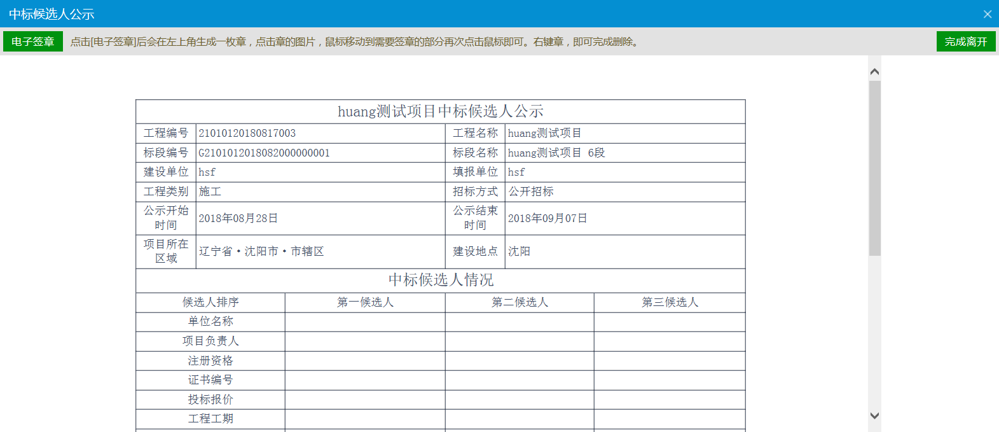 中标候选人公示
电子签章 点击[电子签章]后会在左上角生成一枚章，点击章的图片，鼠标移动到需要签章的部分再次点击鼠标即可。右键章，即可完成删除。 完成离开
huang测试项目中标候选人公示
工程编号 21010120180817003 工程名称 huang测试项目
标段编号 G2101012018082000000001 标段名称 huang测试项目 6段
建设单位 hsf 填报单位 hsf
工程类别 施工 招标方式 公开招标
公示开始时间 2018年08月28日 公示结束时间 2018年09月07日
项目所在区域 辽宁省·沈阳市·市辖区 建设地点 沈阳
中标候选人情况
候选人排序 第一候选人 第二候选人 第三候选人
单位名称
项目负责人
注册资格
证书编号
投标报价
工程工期